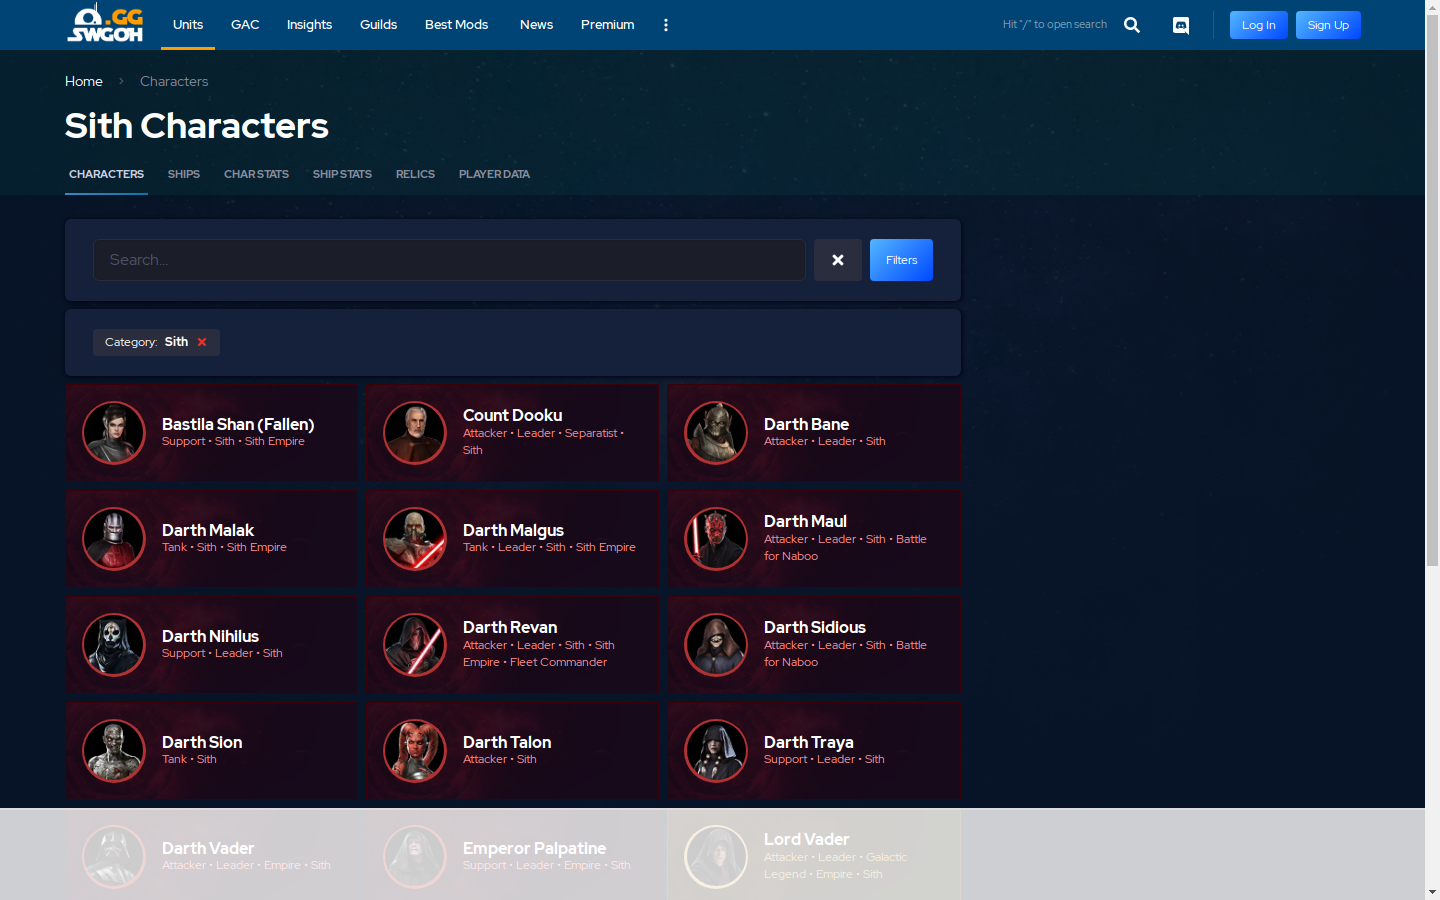 .GG
SWGOH
Units
GAC
Insights
Guilds
Best Mods
News
Premium
Hit "/" to open search
Log In
Sign Up
Home
Characters
Sith Characters
CHARACTERS
SHIPS
CHAR STATS
SHIP STATS
RELICS
PLAYER DATA
Search...
Filters
Category: Sith
Bastila Shan (Fallen)
Support • Sith • Sith Empire
Count Dooku
Attacker • Leader • Separatist •
Sith
Darth Bane
Attacker • Leader • Sith
Darth Malak
Tank • Sith • Sith Empire
Darth Malgus
Tank • Leader • Sith • Sith Empire
Darth Maul
Attacker • Leader • Sith • Battle
for Naboo
Darth Nihilus
Support • Leader • Sith
Darth Revan
Attacker • Leader • Sith • Sith
Empire • Fleet Commander
Darth Sidious
Attacker • Leader • Sith • Battle
for Naboo
Darth Sion
Tank • Sith
Darth Talon
Attacker • Sith
Darth Traya
Support • Leader • Sith
Darth Vader
Attacker • Leader • Empire • Sith
Emperor Palpatine
Support • Leader • Empire • Sith
Lord Vader
Attacker • Leader • Galactic
Legend • Empire • Sith